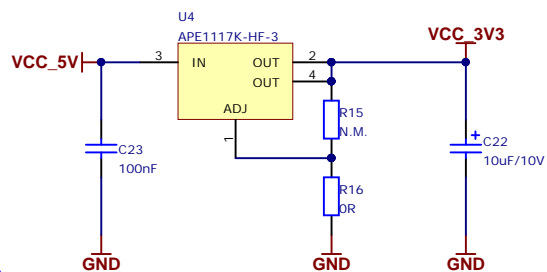 U4
APE1117K-HF-3
VCC_5V
3
IN
OUT
2
OUT
4
ADJ
1
VCC_3V3
R15
N.M.
C23
100nF
R16
0R
C22
10uF/10V
+
GND
GND
GND